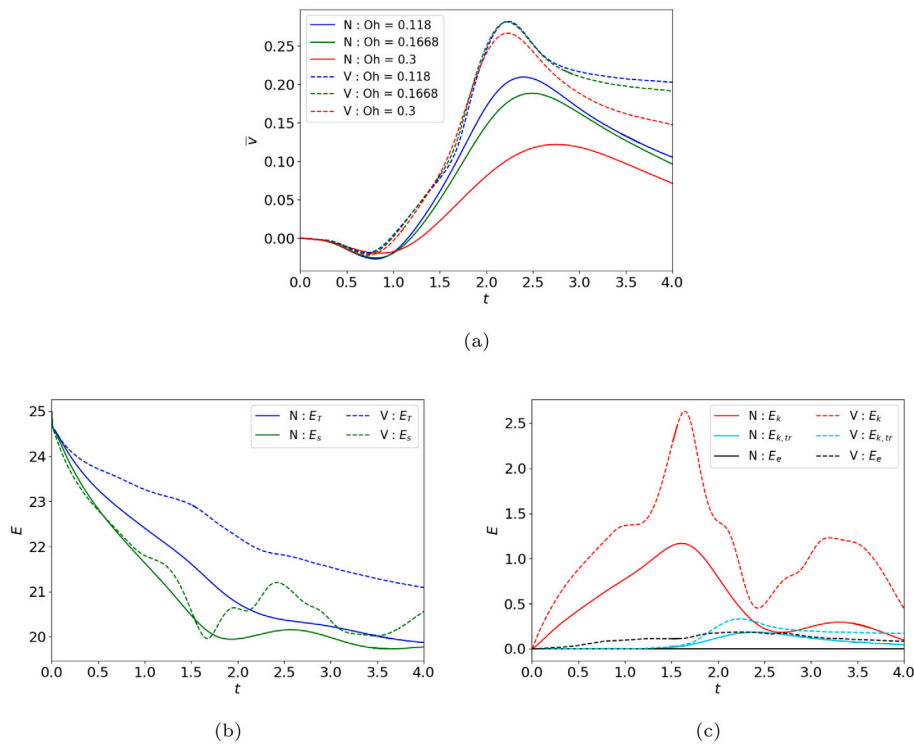 N : Oh = 0.118
N : Oh = 0.1668
N : Oh = 0.3
V : Oh = 0.118
V : Oh = 0.1668
V : Oh = 0.3
0.25
0.20
0.15
0.10
0.05
0.00
v̅
0.0 0.5 1.0 1.5 2.0 2.5 3.0 3.5 4.0
t
(a)
N : E_T V : E_T
N : E_s V : E_s
25
24
23
22
21
20
E
0.0 0.5 1.0 1.5 2.0 2.5 3.0 3.5 4.0
t
(b)
N : E_k V : E_k
N : E_{k,tr} V : E_{k,tr}
N : E_e V : E_e
2.5
2.0
1.5
1.0
0.5
0.0
E
0.0 0.5 1.0 1.5 2.0 2.5 3.0 3.5 4.0
t
(c)